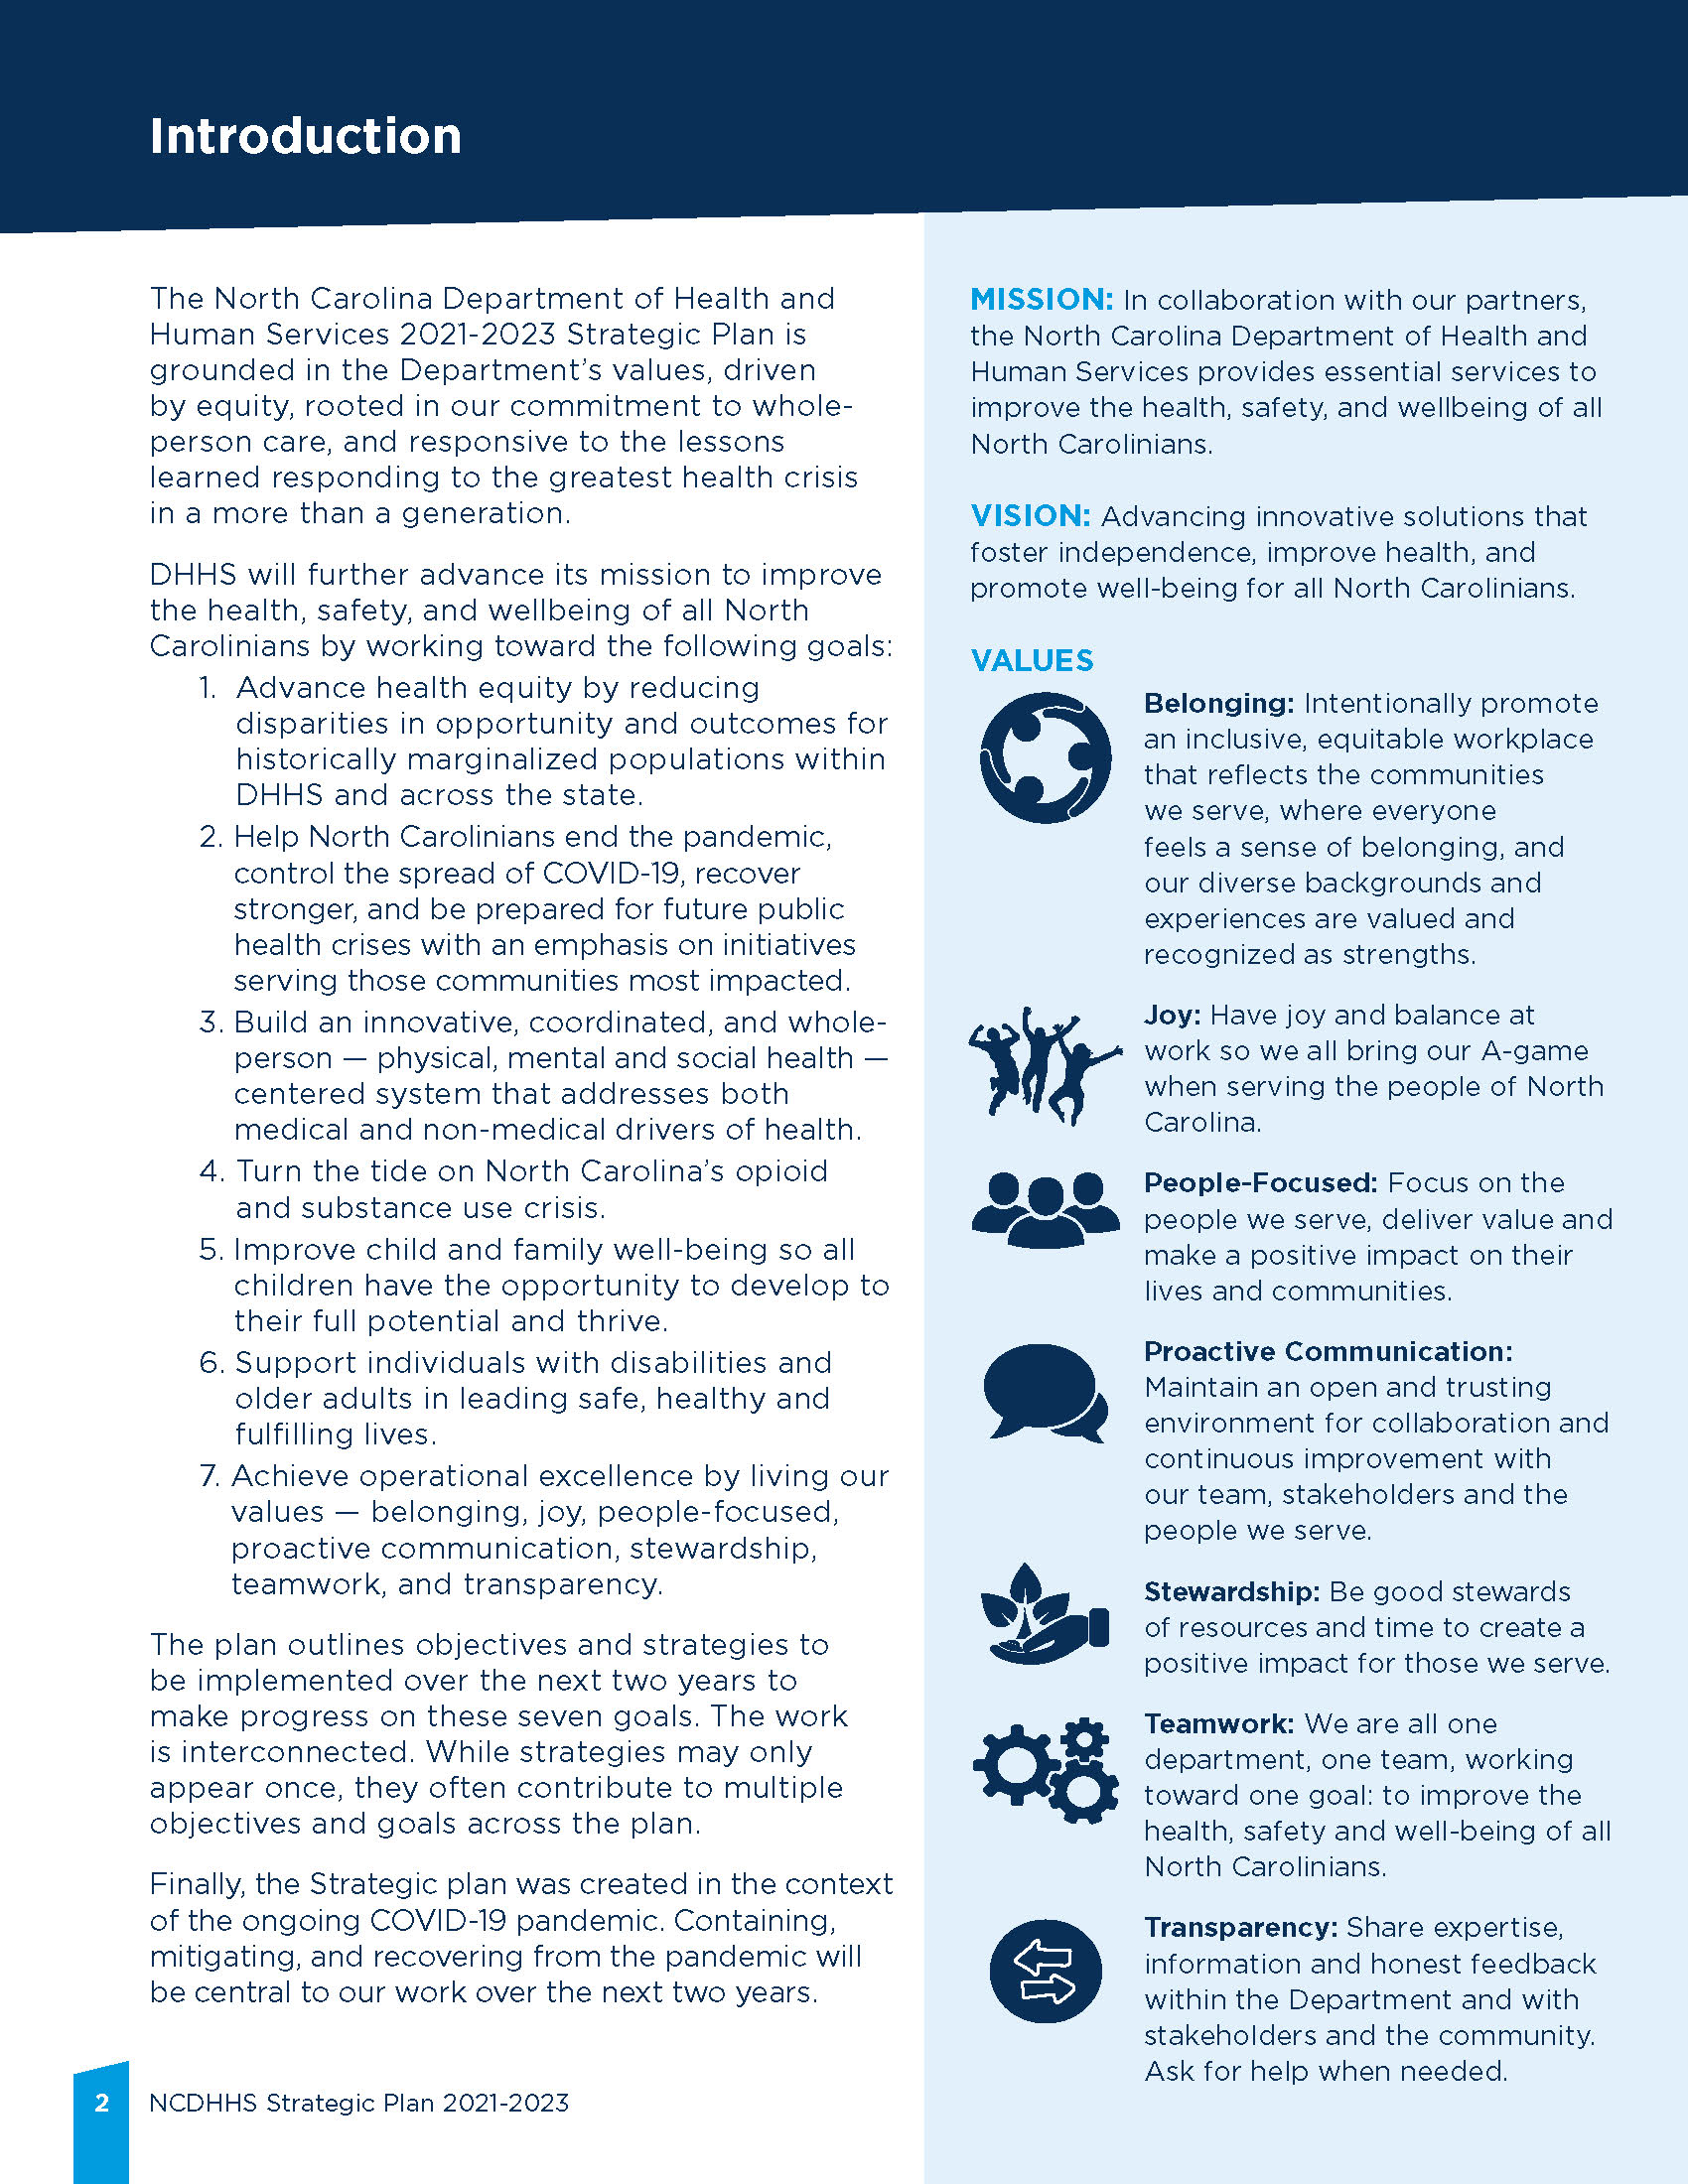 Introduction
The North Carolina Department of Health and
Human Services 2021-2023 Strategic Plan is
grounded in the Department's values, driven
by equity, rooted in our commitment to whole-
person care, and responsive to the lessons
learned responding to the greatest health crisis
in a more than a generation.
DHHS will further advance its mission to improve
the health, safety, and wellbeing of all North
Carolinians by working toward the following goals:
1. Advance health equity by reducing
disparities in opportunity and outcomes for
historically marginalized populations within
DHHS and across the state.
2. Help North Carolinians end the pandemic,
control the spread of COVID-19, recover
stronger, and be prepared for future public
health crises with an emphasis on initiatives
serving those communities most impacted.
3. Build an innovative, coordinated, and whole-
person — physical, mental and social health —
centered system that addresses both
medical and non-medical drivers of health.
4. Turn the tide on North Carolina's opioid
and substance use crisis.
5. Improve child and family well-being so all
children have the opportunity to develop to
their full potential and thrive.
6. Support individuals with disabilities and
older adults in leading safe, healthy and
fulfilling lives.
7. Achieve operational excellence by living our
values — belonging, joy, people-focused,
proactive communication, stewardship,
teamwork, and transparency.
The plan outlines objectives and strategies to
be implemented over the next two years to
make progress on these seven goals. The work
is interconnected. While strategies may only
appear once, they often contribute to multiple
objectives and goals across the plan.
Finally, the Strategic plan was created in the context
of the ongoing COVID-19 pandemic. Containing,
mitigating, and recovering from the pandemic will
be central to our work over the next two years.
MISSION: In collaboration with our partners,
the North Carolina Department of Health and
Human Services provides essential services to
improve the health, safety, and wellbeing of all
North Carolinians.
VISION: Advancing innovative solutions that
foster independence, improve health, and
promote well-being for all North Carolinians.
VALUES
Belonging: Intentionally promote
an inclusive, equitable workplace
that reflects the communities
we serve, where everyone
feels a sense of belonging, and
our diverse backgrounds and
experiences are valued and
recognized as strengths.
Joy: Have joy and balance at
work so we all bring our A-game
when serving the people of North
Carolina.
People-Focused: Focus on the
people we serve, deliver value and
make a positive impact on their
lives and communities.
Proactive Communication:
Maintain an open and trusting
environment for collaboration and
continuous improvement with
our team, stakeholders and the
people we serve.
Stewardship: Be good stewards
of resources and time to create a
positive impact for those we serve.
Teamwork: We are all one
department, one team, working
toward one goal: to improve the
health, safety and well-being of all
North Carolinians.
Transparency: Share expertise,
information and honest feedback
within the Department and with
stakeholders and the community.
Ask for help when needed.
2 NCDHHS Strategic Plan 2021-2023